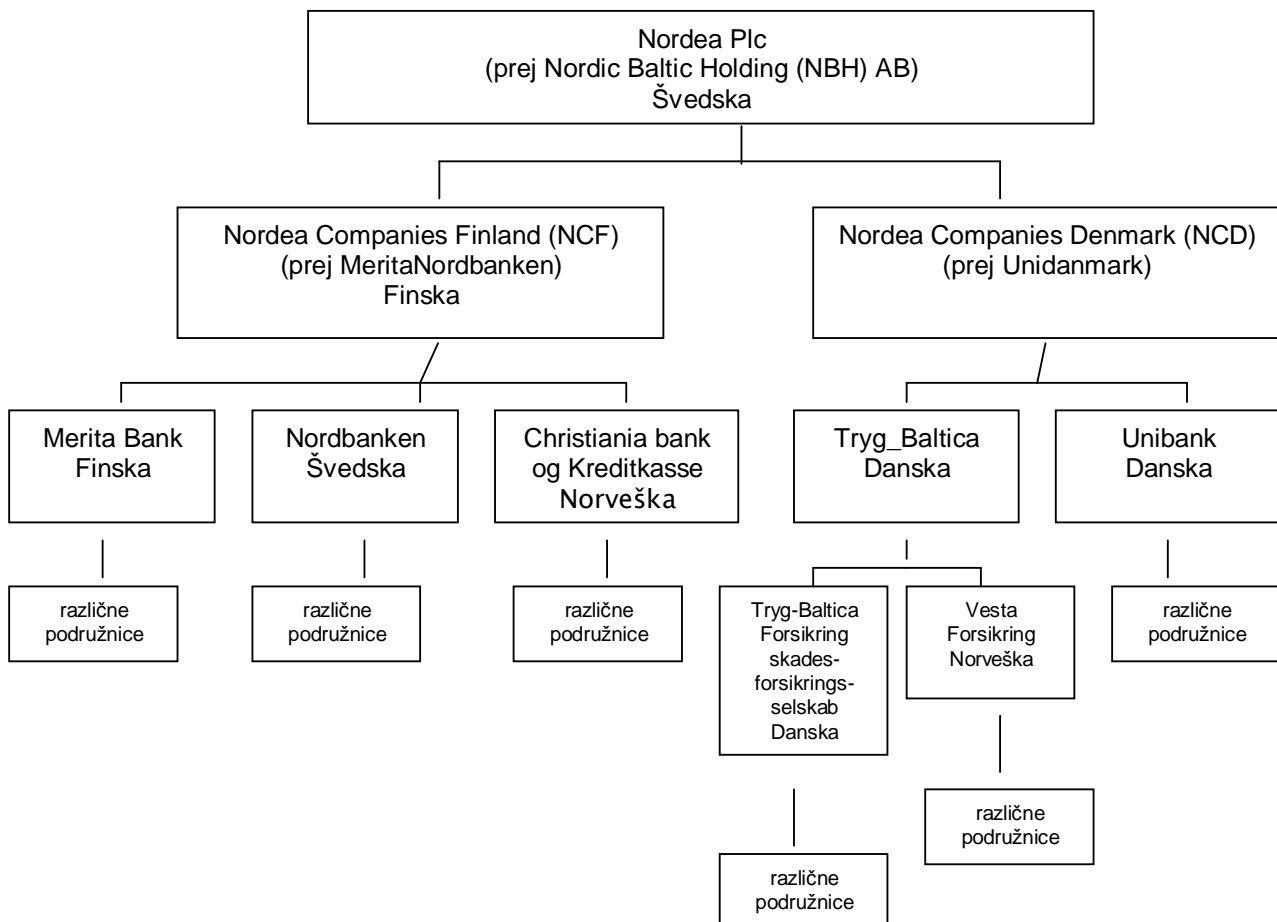 Nordea Plc
(prej Nordic Baltic Holding (NBH) AB)
Švedska
Nordea Companies Finland (NCF)
(prej MeritaNordbanken)
Finska
Nordea Companies Denmark (NCD)
(prej Unidanmark)
Merita Bank
Finska
Nordbanken
Švedska
Christiania bank
og Kreditkasse
Norveška
Tryg_Baltica
Danska
Unibank
Danska
različne
podružnice
različne
podružnice
različne
podružnice
Tryg-Baltica
Forsikring
skades-
forsikrings-
selskab
Danska
Vesta
Forsikring
Norveška
različne
podružnice
različne
podružnice
različne
podružnice